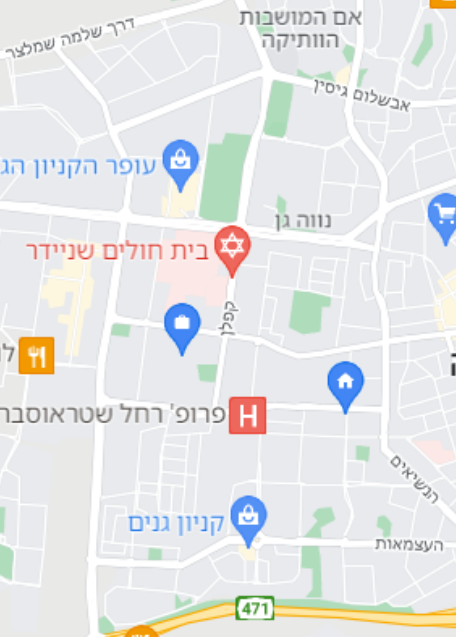 אם המושבות
הוותיקה
דרך שלמה שמלצר
אבשלום גיסין
עופר הקניון הג
נווה גן
בית חולים שניידר
קפלן
פרופ' רחל שטראוסבר
H
הנשיאים
קניון גנים
העצמאות
471